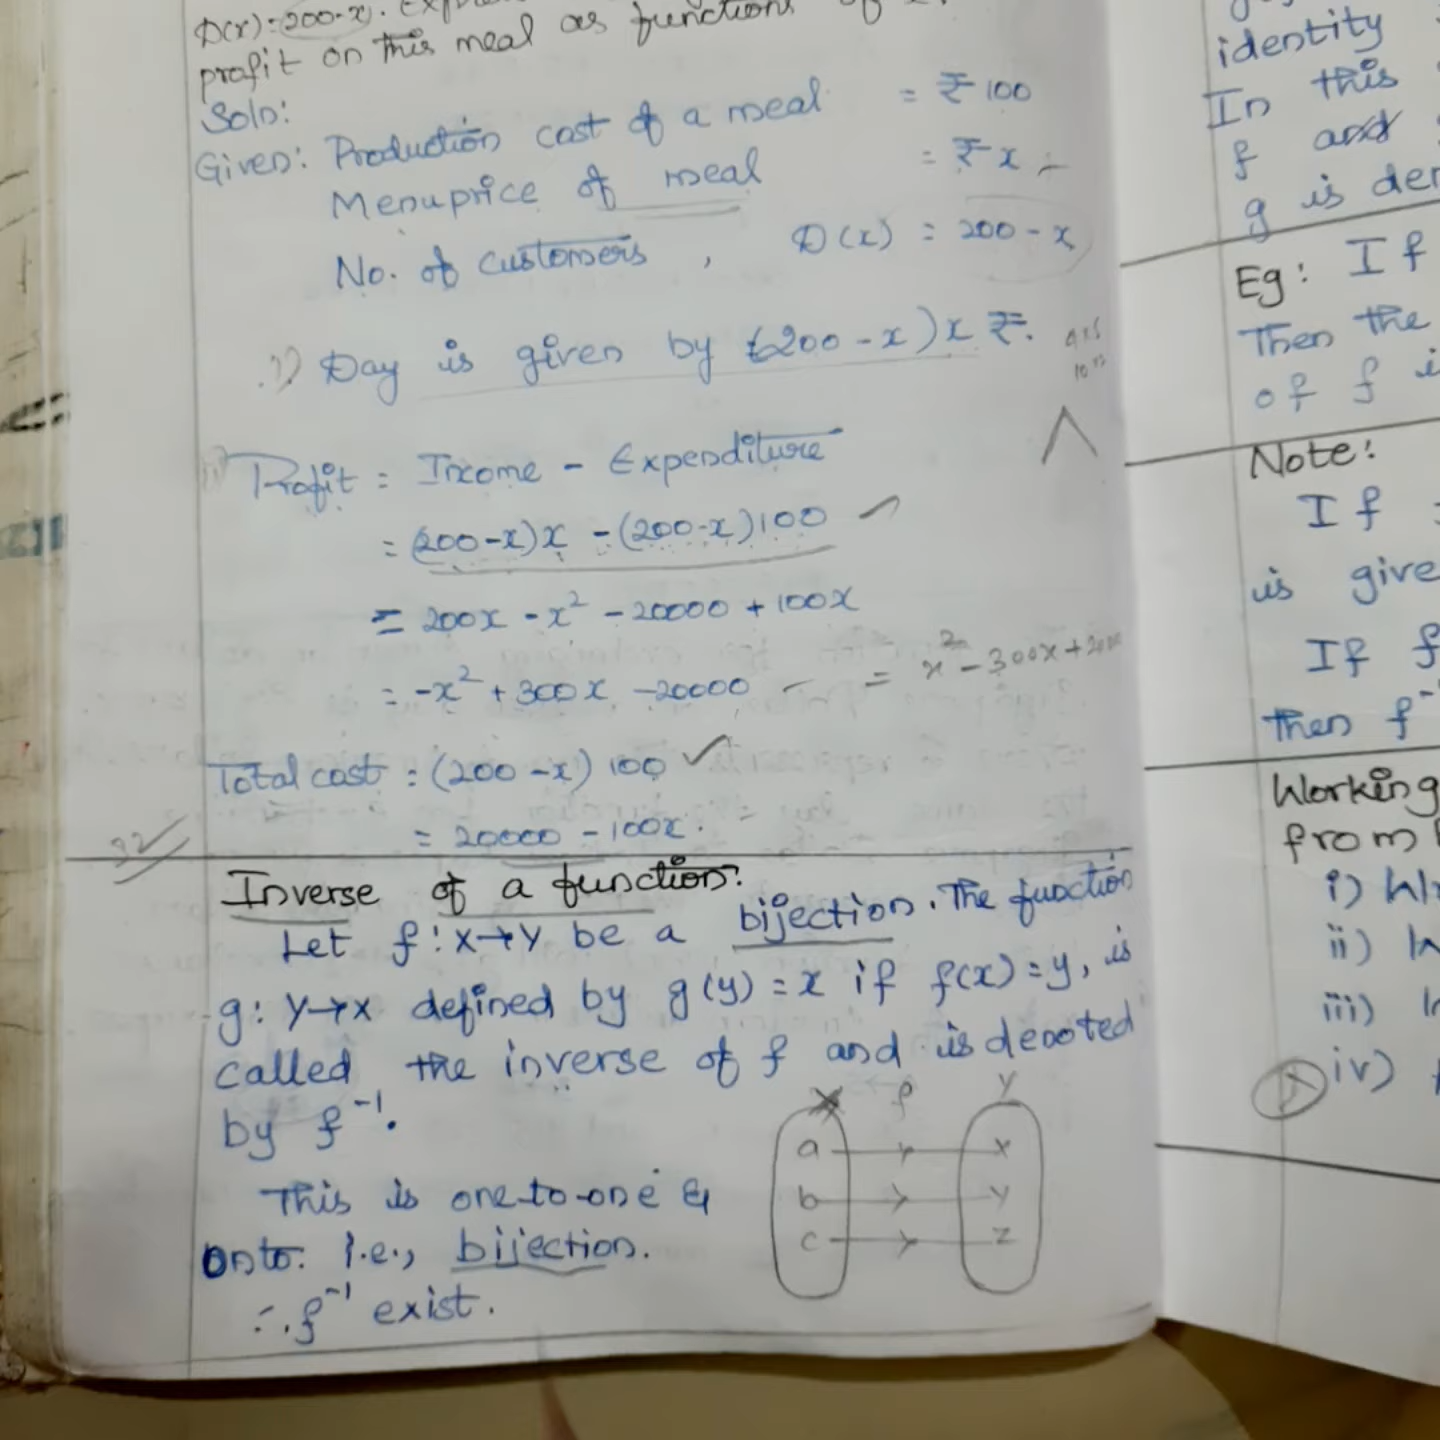 D(x)=200-x.
profit on this meal as functions of x.
Soln:
Given: Production cost of a meal = ₹ 100
Menuprice of meal = ₹ x
No. of customers, D(x) = 200 - x
Day is given by (200 - x) x ₹.
Profit = Income - Expenditure
= (200-x)x - (200-x)100
= 200x - x² - 20000 + 100x
= -x² + 300x - 20000 = x² - 300x +
Total cost = (200 - x) 100
= 20000 - 100x.
Inverse of a function:
Let f: X→Y be a bijection. The function
g: Y→X defined by g(y) = x if f(x) = y, is
called the inverse of f and is denoted
by f⁻¹.
X f Y
a x
b y
c z
This is one-to-one &
onto. i.e., bijection.
∴ f⁻¹ exist.
identity
In this
f and
g is
Eg: If
Then the
of f
Note:
If
is give
If f
then f⁻
Working
from
i)
ii)
iii)
iv)